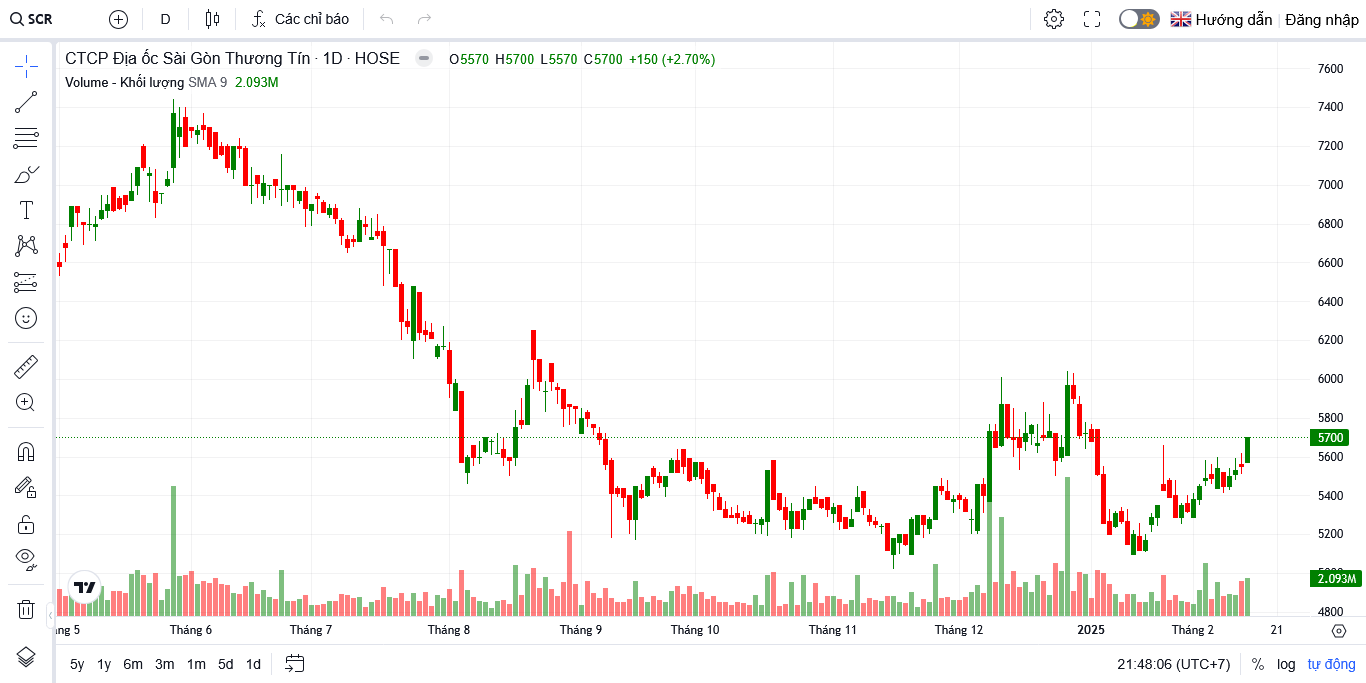 SCR D Các chỉ báo Hướng dẫn Đăng nhập
CTCP Địa ốc Sài Gòn Thương Tín · 1D · HOSE O5570 H5700 L5570 C5700 +150 (+2.70%)
Volume - Khối lượng SMA 9 2.093M
7600
7400
7200
7000
6800
6600
6400
6200
6000
5800
5700
5600
5400
5200
2.093M
4800
ng 5 Tháng 6 Tháng 7 Tháng 8 Tháng 9 Tháng 10 Tháng 11 Tháng 12 2025 Tháng 2 21
5y 1y 6m 3m 1m 5d 1d 21:48:06 (UTC+7) % log tự động